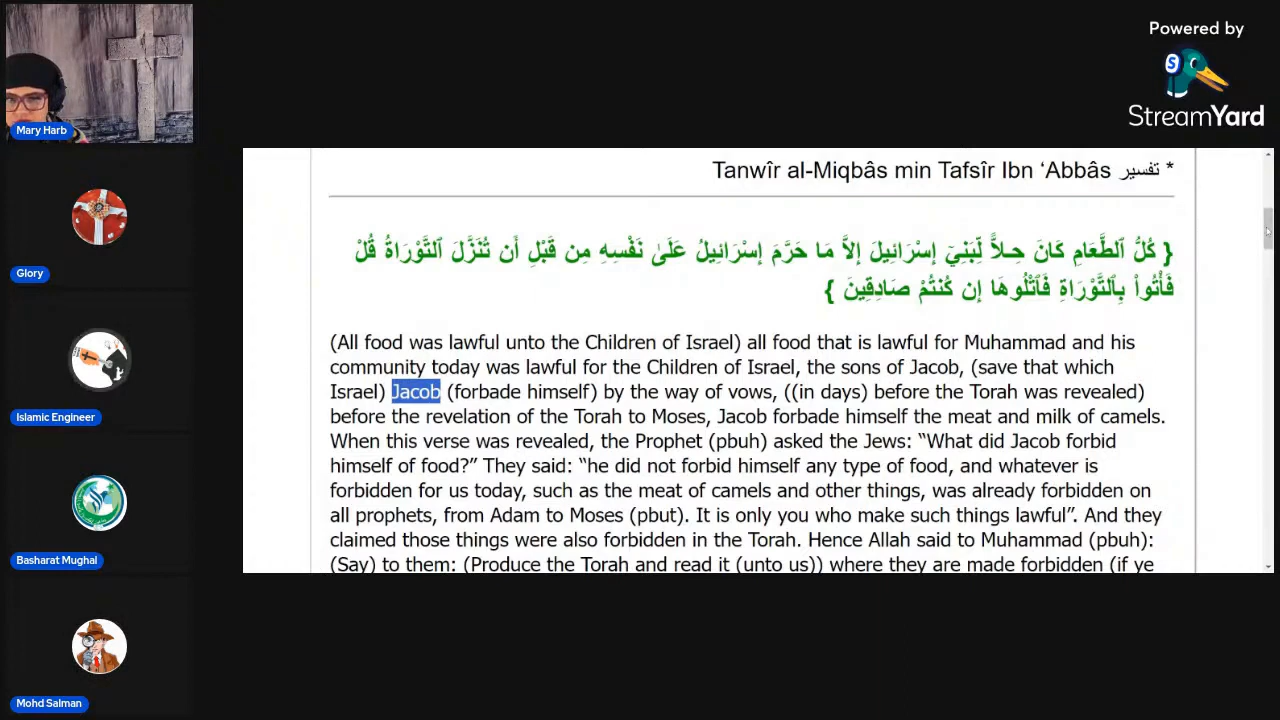 Powered by
S
StreamYard
Mary Harb
Glory
Islamic Engineer
Basharat Mughal
Mohd Salman
* تفسير Tanwîr al-Miqbâs min Tafsîr Ibn ‘Abbâs
{ كُلُّ ٱلطَّعَامِ كَانَ حِـلاًّ لِّبَنِيۤ إِسْرَائِيلَ إِلاَّ مَا حَرَّمَ إِسْرَائِيلُ عَلَىٰ نَفْسِهِ مِن قَبْلِ أَن تُنَزَّلَ ٱلتَّوْرَاةُ قُلْ
فَأْتُواْ بِٱلتَّوْرَاةِ فَٱتْلُوهَا إِن كُنتُمْ صَادِقِينَ }
(All food was lawful unto the Children of Israel) all food that is lawful for Muhammad and his
community today was lawful for the Children of Israel, the sons of Jacob, (save that which
Israel) Jacob (forbade himself) by the way of vows, ((in days) before the Torah was revealed)
before the revelation of the Torah to Moses, Jacob forbade himself the meat and milk of camels.
When this verse was revealed, the Prophet (pbuh) asked the Jews: “What did Jacob forbid
himself of food?” They said: “he did not forbid himself any type of food, and whatever is
forbidden for us today, such as the meat of camels and other things, was already forbidden on
all prophets, from Adam to Moses (pbut). It is only you who make such things lawful”. And they
claimed those things were also forbidden in the Torah. Hence Allah said to Muhammad (pbuh):
(Say) to them: (Produce the Torah and read it (unto us)) where they are made forbidden (if ye